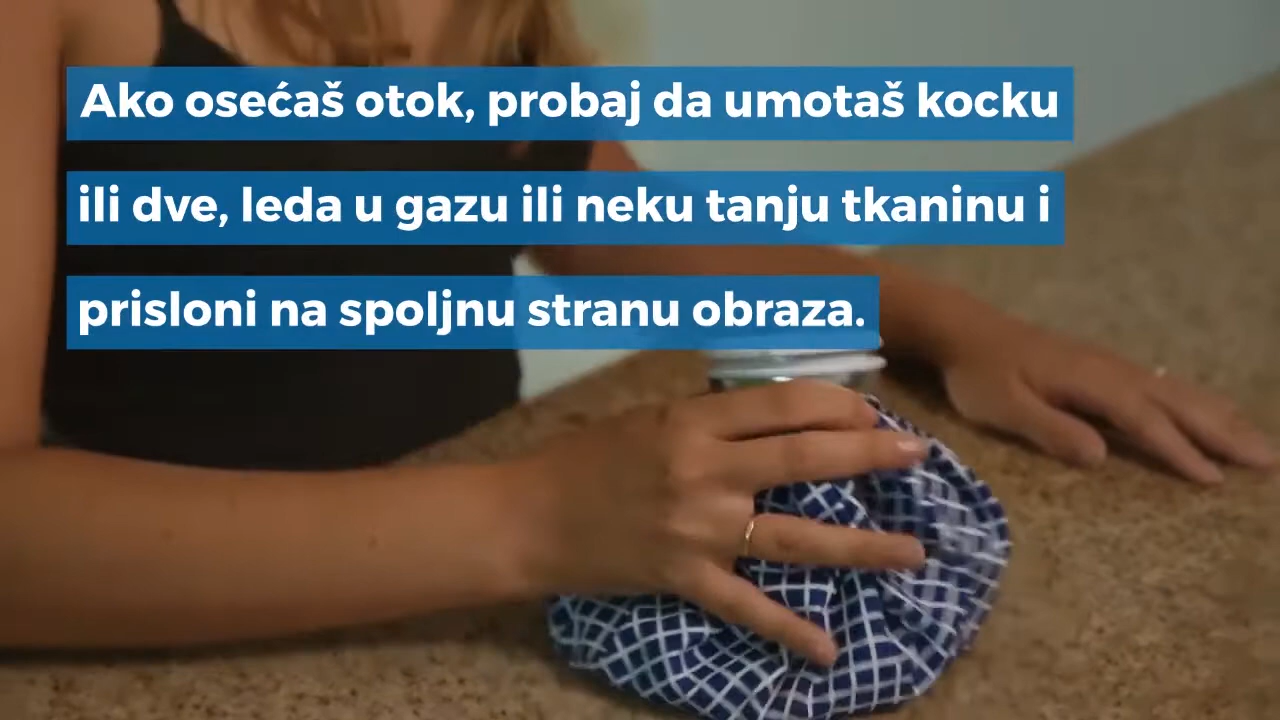 Ako osećaš otok, probaj da umotaš kocku
ili dve, leda u gazu ili neku tanju tkaninu i
prisloni na spoljnu stranu obraza.